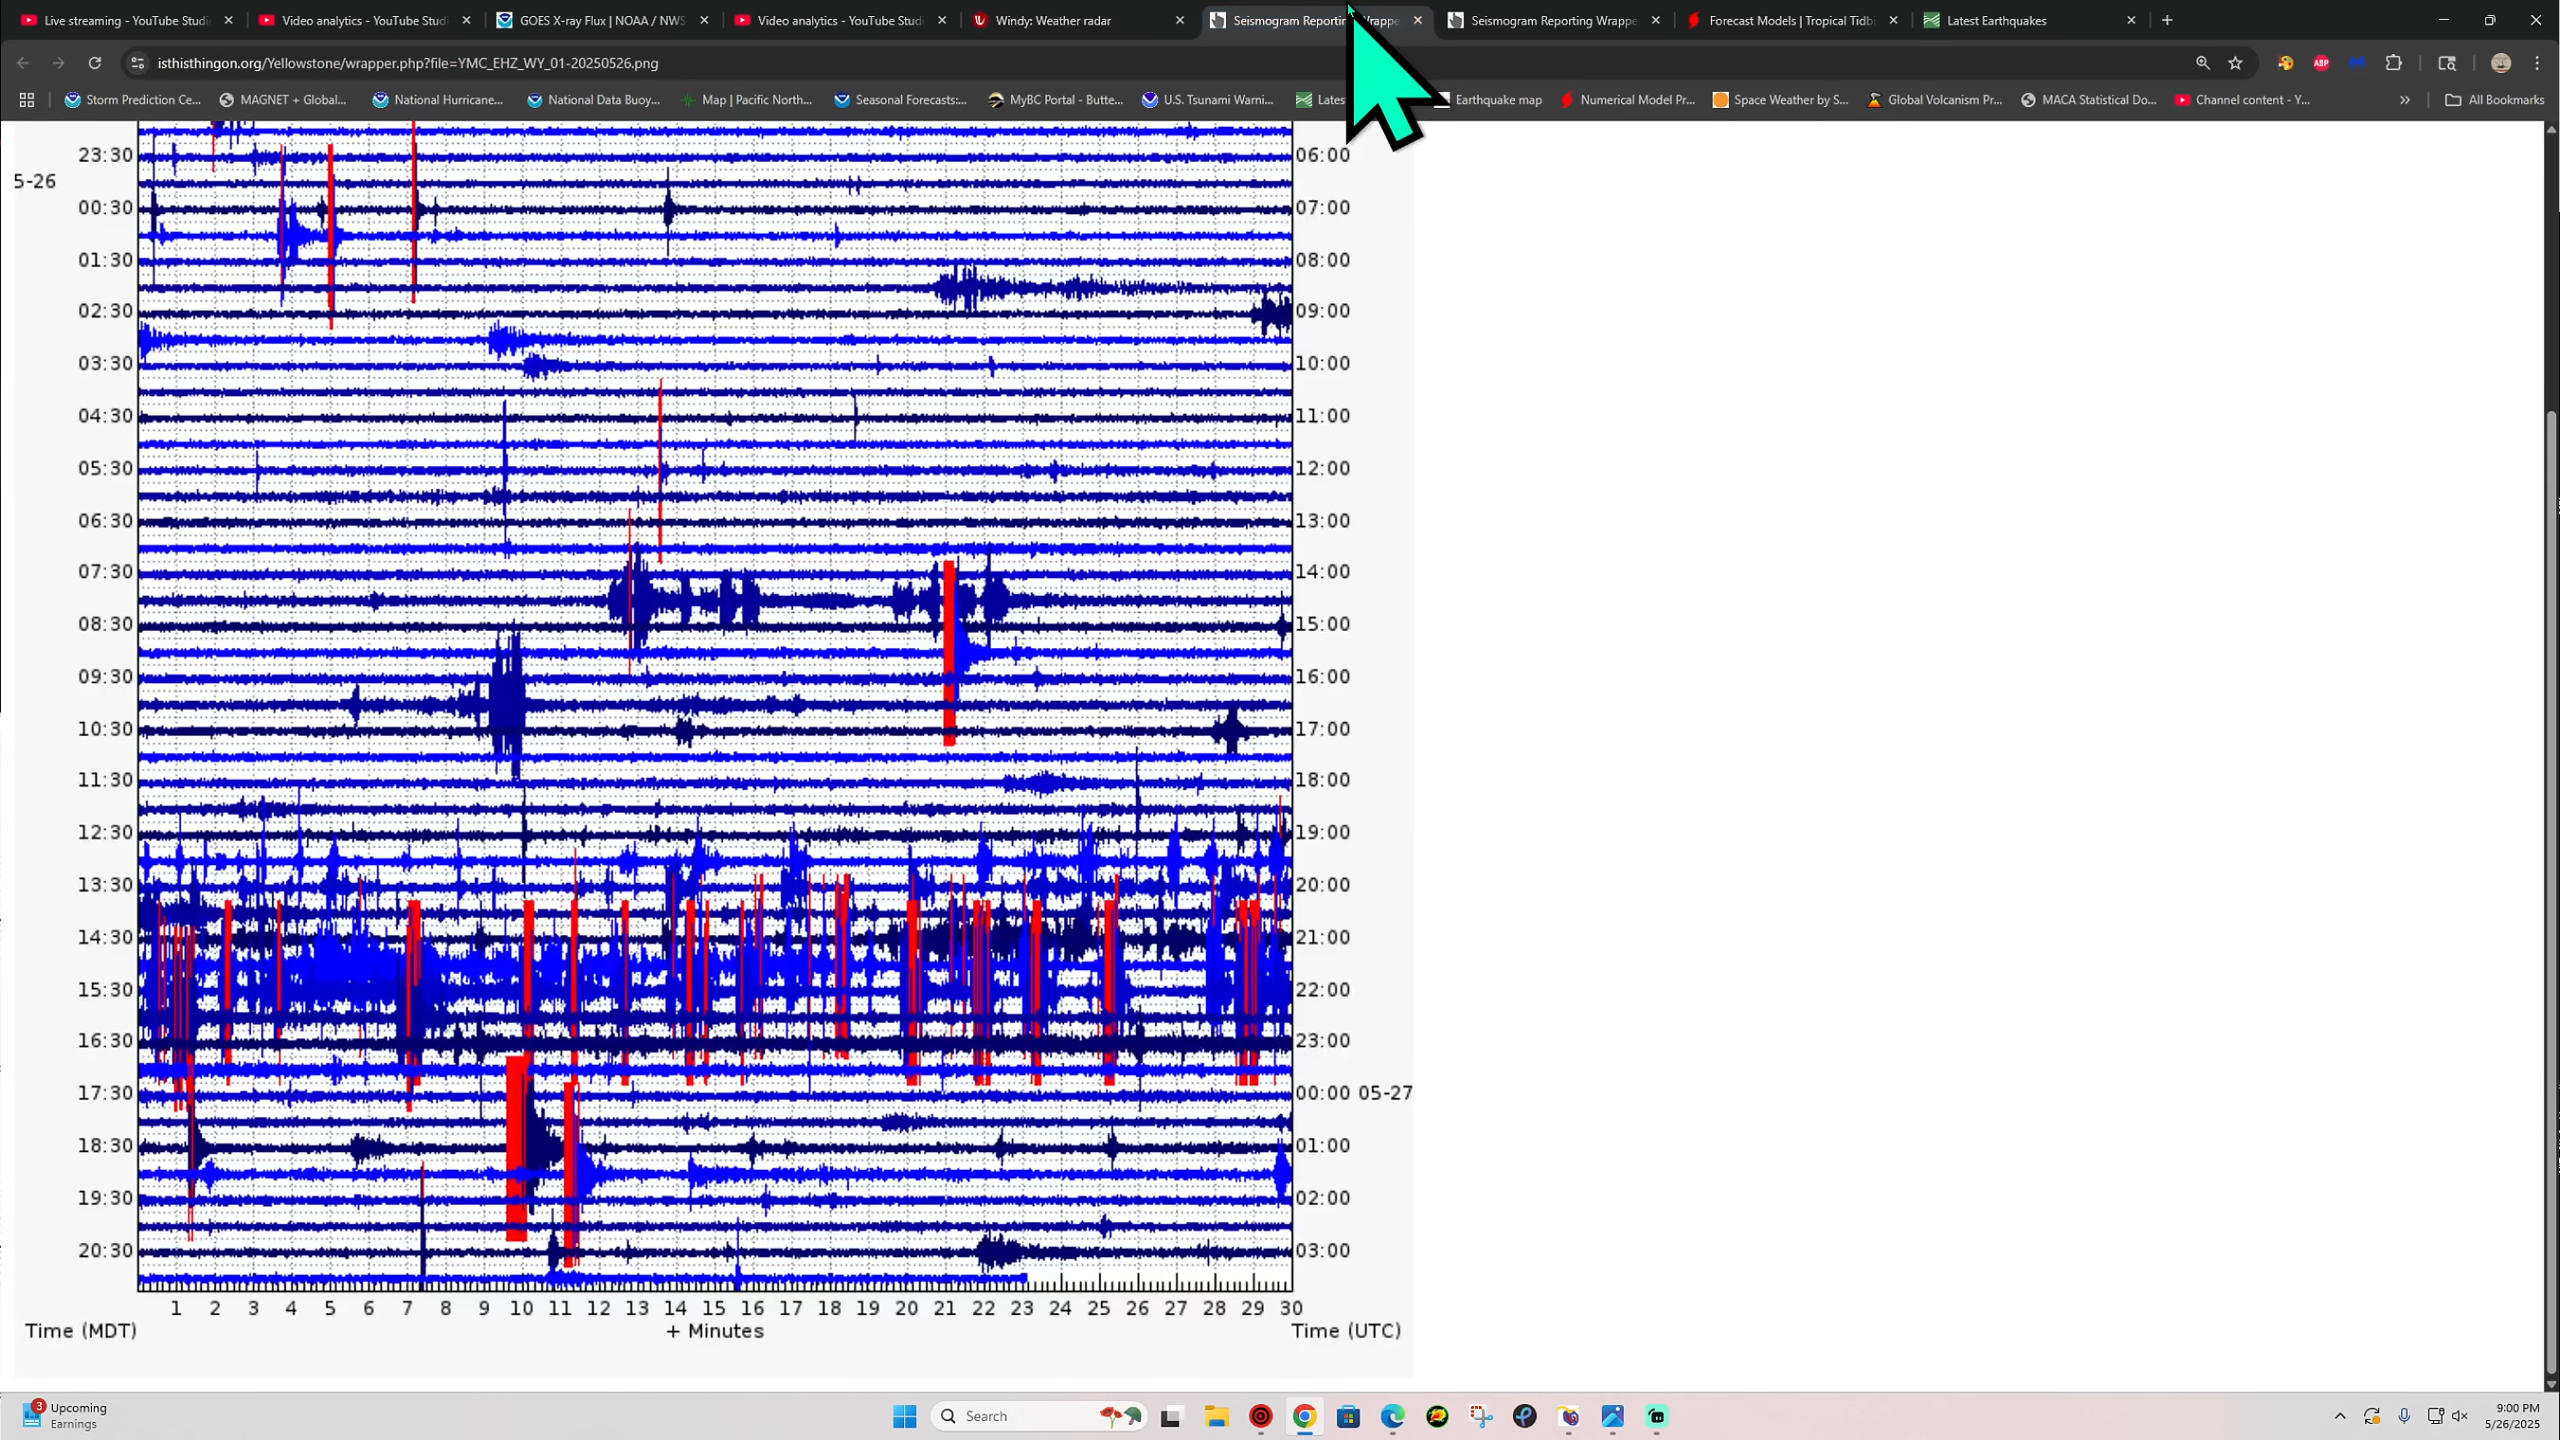 Live streaming - YouTube Studi
Video analytics - YouTube Studi
GOES X-ray Flux | NOAA / NWS
Video analytics - YouTube Studi
Windy: Weather radar
Seismogram Reporting Wrappe
Seismogram Reporting Wrappe
Forecast Models | Tropical Tidbi
Latest Earthquakes
isthisthingon.org/Yellowstone/wrapper.php?file=YMC_EHZ_WY_01-20250526.png
ABP
Storm Prediction Ce...
MAGNET + Global...
National Hurricane...
National Data Buoy...
Map | Pacific North...
Seasonal Forecasts:...
MyBC Portal - Butte...
U.S. Tsunami Warni...
Lates
Earthquake map
Numerical Model Pr...
Space Weather by S...
Global Volcanism Pr...
MACA Statistical Do...
Channel content - Y...
All Bookmarks
23:30 06:00
5-26
00:30 07:00
01:30 08:00
02:30 09:00
03:30 10:00
04:30 11:00
05:30 12:00
06:30 13:00
07:30 14:00
08:30 15:00
09:30 16:00
10:30 17:00
11:30 18:00
12:30 19:00
13:30 20:00
14:30 21:00
15:30 22:00
16:30 23:00
17:30 00:00 05-27
18:30 01:00
19:30 02:00
20:30 03:00
1 2 3 4 5 6 7 8 9 10 11 12 13 14 15 16 17 18 19 20 21 22 23 24 25 26 27 28 29 30
Time (MDT) + Minutes Time (UTC)
3
Upcoming
Earnings
Search
9:00 PM
5/26/2025